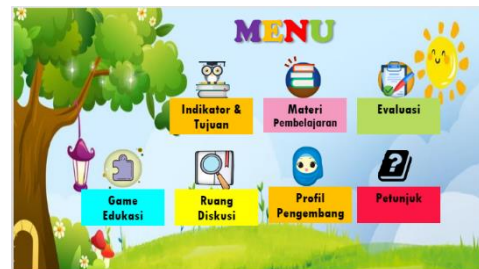 MENU
Indikator &
Tujuan
Materi
Pembelajaran
Evaluasi
Game
Edukasi
Ruang
Diskusi
Profil
Pengembang
Petunjuk
?